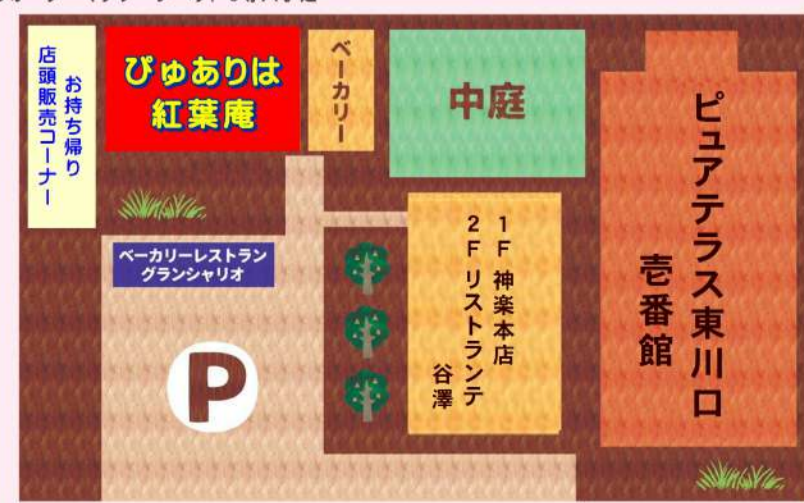 お持ち帰り
店頭販売コーナー
ぴゅありは
紅葉庵
ベーカリー
中庭
ピュアテラス東川口
壱番館
ベーカリーレストラン
グランシャリオ
1F 神楽本店
2F リストランテ
谷澤
P